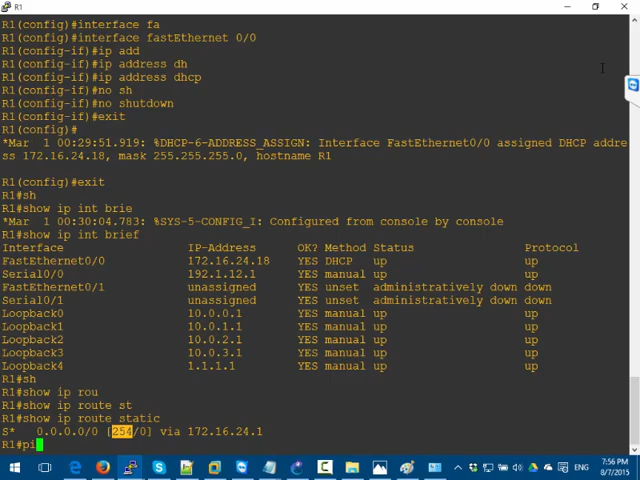 R1
R1(config)#interface fa
R1(config)#interface fastEthernet 0/0
R1(config-if)#ip add
R1(config-if)#ip address dh
R1(config-if)#ip address dhcp
R1(config-if)#no sh
R1(config-if)#no shutdown
R1(config-if)#exit
R1(config)#
*Mar  1 00:29:51.919: %DHCP-6-ADDRESS_ASSIGN: Interface FastEthernet0/0 assigned DHCP addre
ss 172.16.24.18, mask 255.255.255.0, hostname R1
R1(config)#exit
R1#sh
R1#show ip int brie
*Mar  1 00:30:04.783: %SYS-5-CONFIG_I: Configured from console by console
R1#show ip int brief
Interface IP-Address OK? Method Status Protocol
FastEthernet0/0 172.16.24.18 YES DHCP up up
Serial0/0 192.1.12.1 YES manual up up
FastEthernet0/1 unassigned YES unset administratively down down
Serial0/1 unassigned YES unset administratively down down
Loopback0 10.0.0.1 YES manual up up
Loopback1 10.0.1.1 YES manual up up
Loopback2 10.0.2.1 YES manual up up
Loopback3 10.0.3.1 YES manual up up
Loopback4 1.1.1.1 YES manual up up
R1#sh
R1#show ip rou
R1#show ip route st
R1#show ip route static
S* 0.0.0.0/0 [254/0] via 172.16.24.1
R1#pi
ENG
7:56 PM
8/7/2015